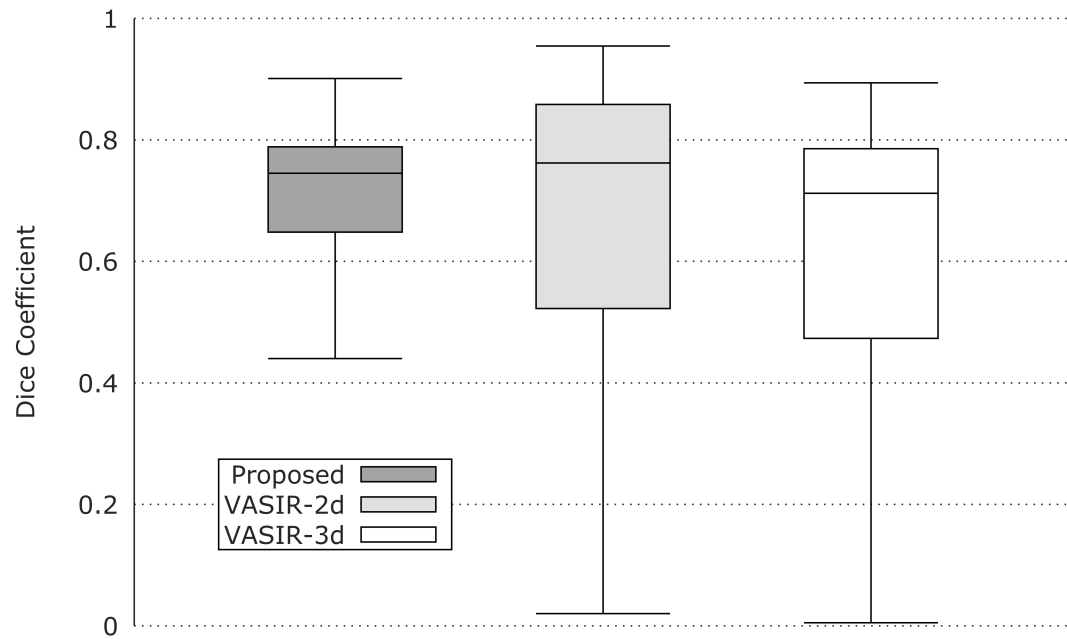 1
0.8
0.6
0.4
0.2
0
Dice Coefficient
Proposed
VASIR-2d
VASIR-3d